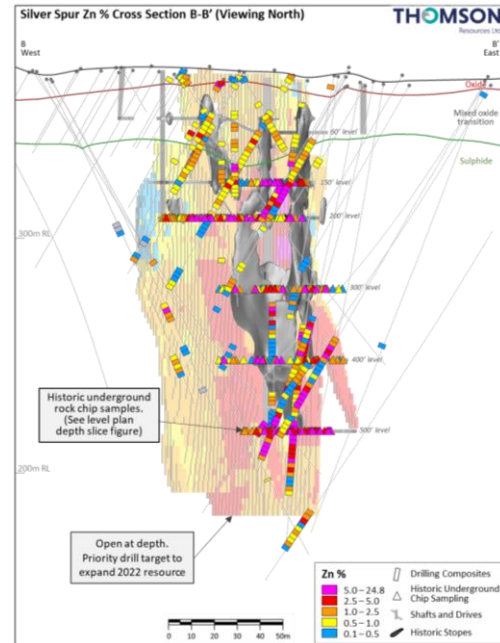 Silver Spur Zn % Cross Section B-B' (Viewing North)
THOMSON
Resources Ltd
B
West
B'
East
Oxide
Mixed oxide
transition
60' level
Sulphide
150' level
200' level
300m RL
300' level
400' level
Historic underground
rock chip samples.
(See level plan
depth slice figure)
500' level
200m RL
Open at depth.
Priority drill target to
expand 2022 resource
Zn %
5.0 - 24.8
2.5 - 5.0
1.0 - 2.5
0.5 - 1.0
0.1 - 0.5
Drilling Composites
Historic Underground
Chip Sampling
Shafts and Drives
Historic Stopes
0 10 20 30 40 50m